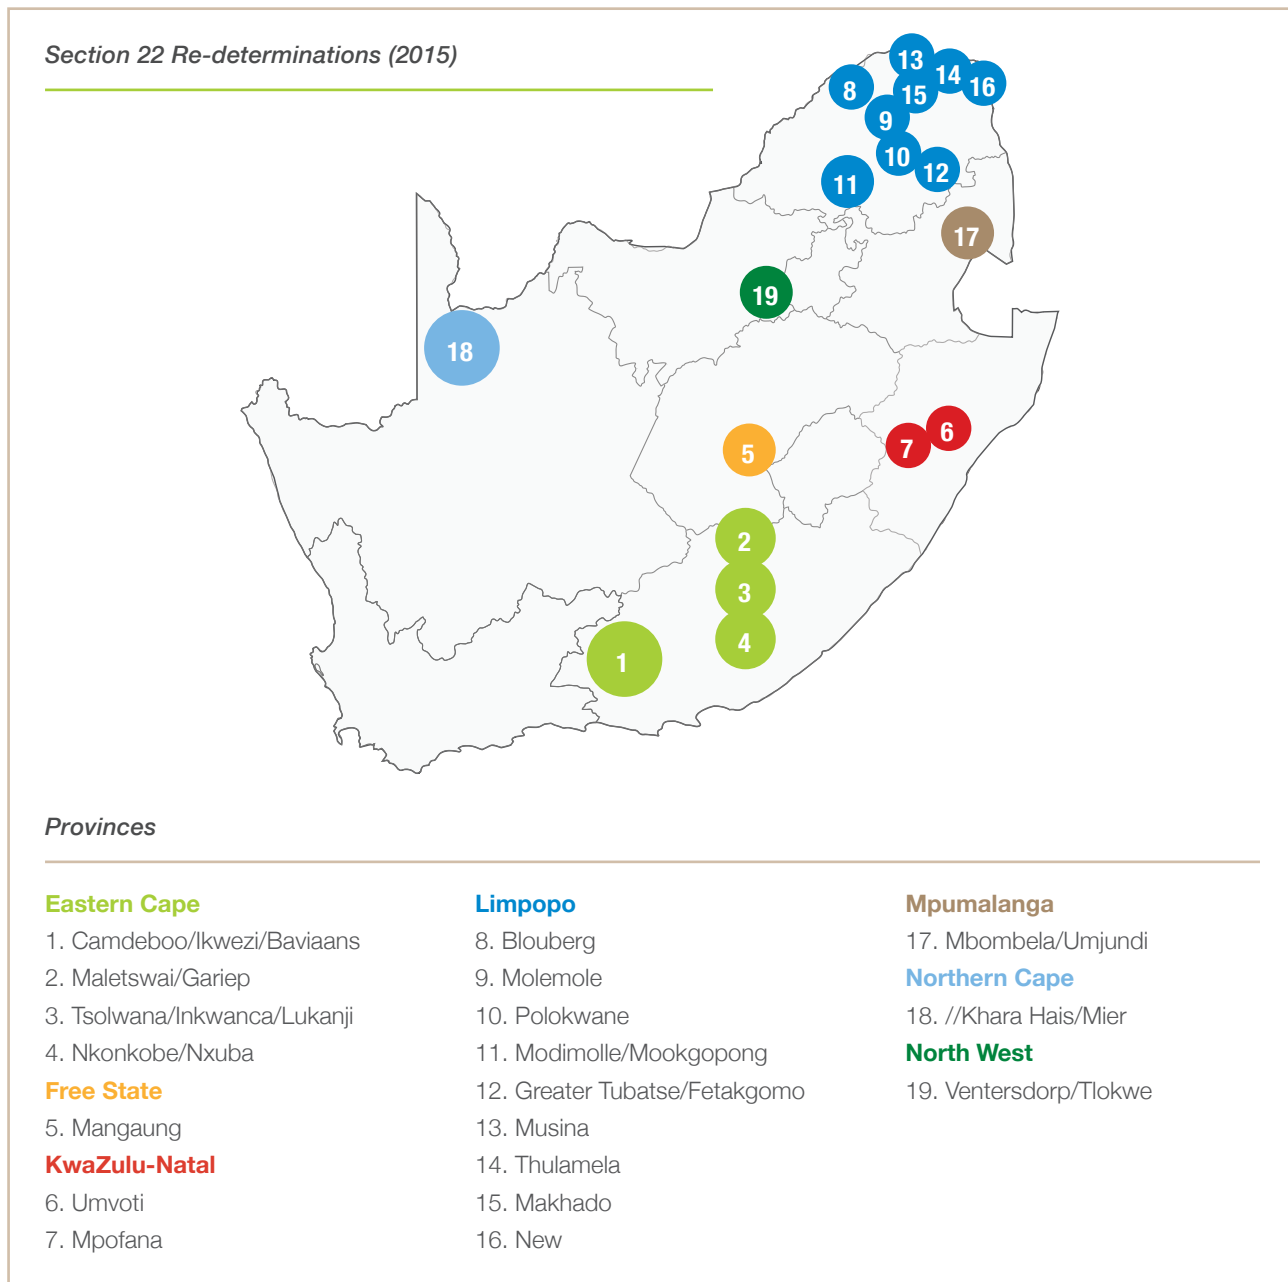 Section 22 Re-determinations (2015)
13
14
16
8
15
9
10
12
11
17
19
18
6
7
5
2
3
4
1
Provinces
Eastern Cape
1. Camdeboo/Ikwezi/Baviaans
2. Maletswai/Gariep
3. Tsolwana/Inkwanca/Lukanji
4. Nkonkobe/Nxuba
Free State
5. Mangaung
KwaZulu-Natal
6. Umvoti
7. Mpofana
Limpopo
8. Blouberg
9. Molemole
10. Polokwane
11. Modimolle/Mookgopong
12. Greater Tubatse/Fetakgomo
13. Musina
14. Thulamela
15. Makhado
16. New
Mpumalanga
17. Mbombela/Umjundi
Northern Cape
18. //Khara Hais/Mier
North West
19. Ventersdorp/Tlokwe